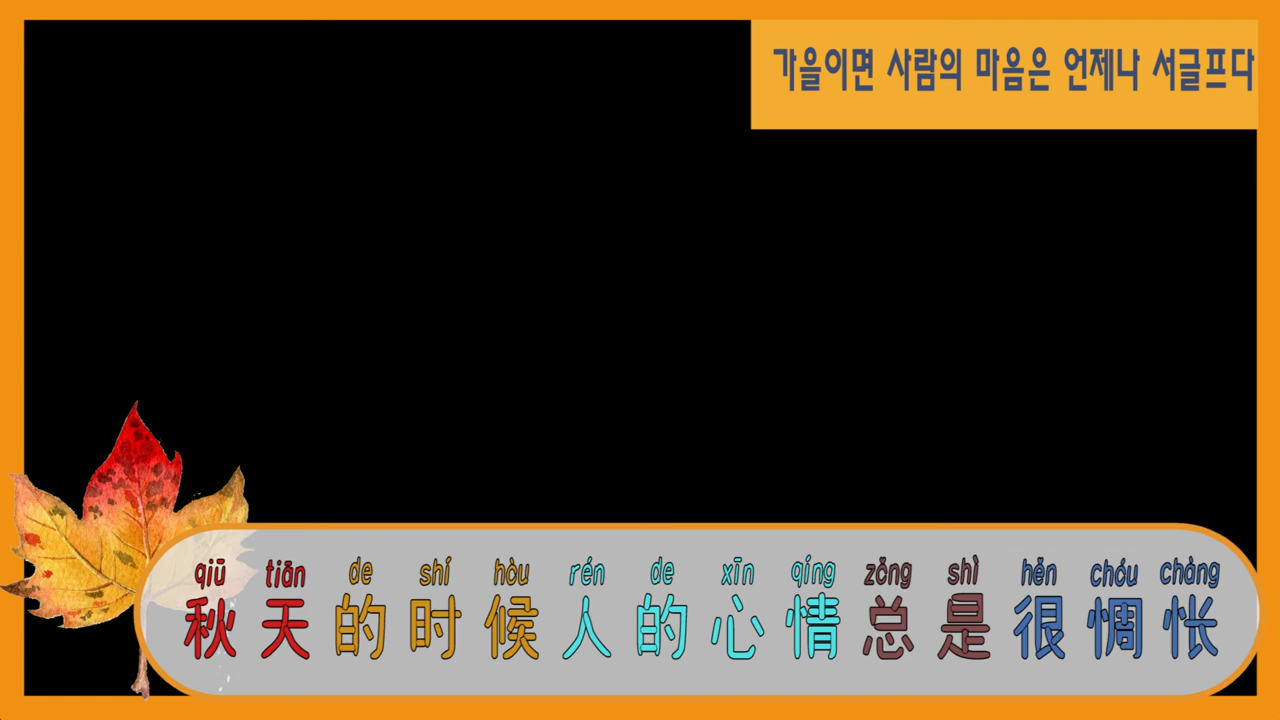 가을이면 사람의 마음은 언제나 서글프다
qiū tiān de shí hòu rén de xīn qíng zǒng shì hěn chóu chàng
秋天的时候人的心情总是很惆怅